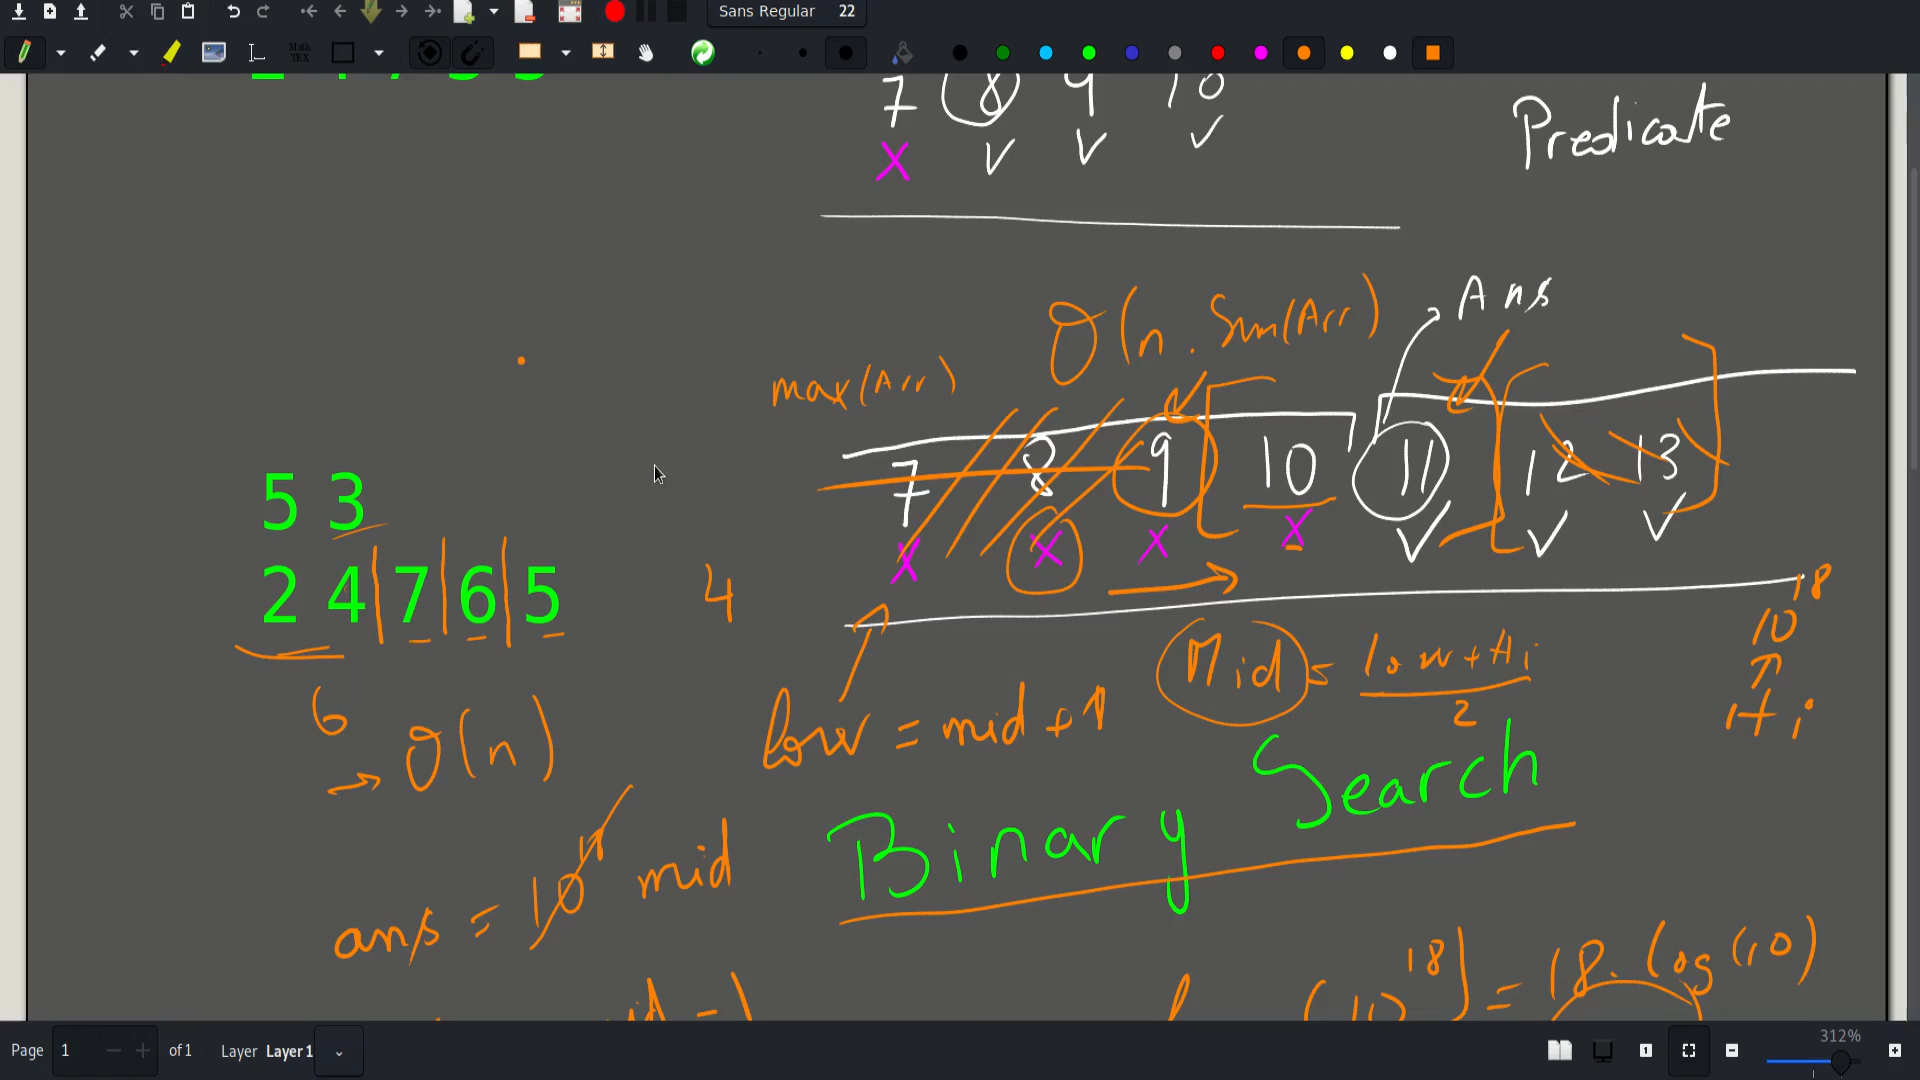 Sans Regular 22
Math TEX
7 8 9 10
X V V V
Predicate
Ans
O(n . Sum(Arr)
max(Arr)
7 8 9 10 11 12 13
X X X X V V V
5 3
2 4 7 6 5
4
18
10
Hi
Mid = low + Hi
2
6
O(n)
low = mid + 1
Binary Search
ans = 10 mid
(10 18) = 18 . log(10)
Page 1 of 1 Layer Layer 1
312%